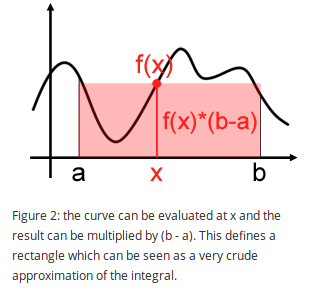 f(x)
f(x)*(b-a)
a
x
b
Figure 2: the curve can be evaluated at x and the
result can be multiplied by (b - a). This defines a
rectangle which can be seen as a very crude
approximation of the integral.